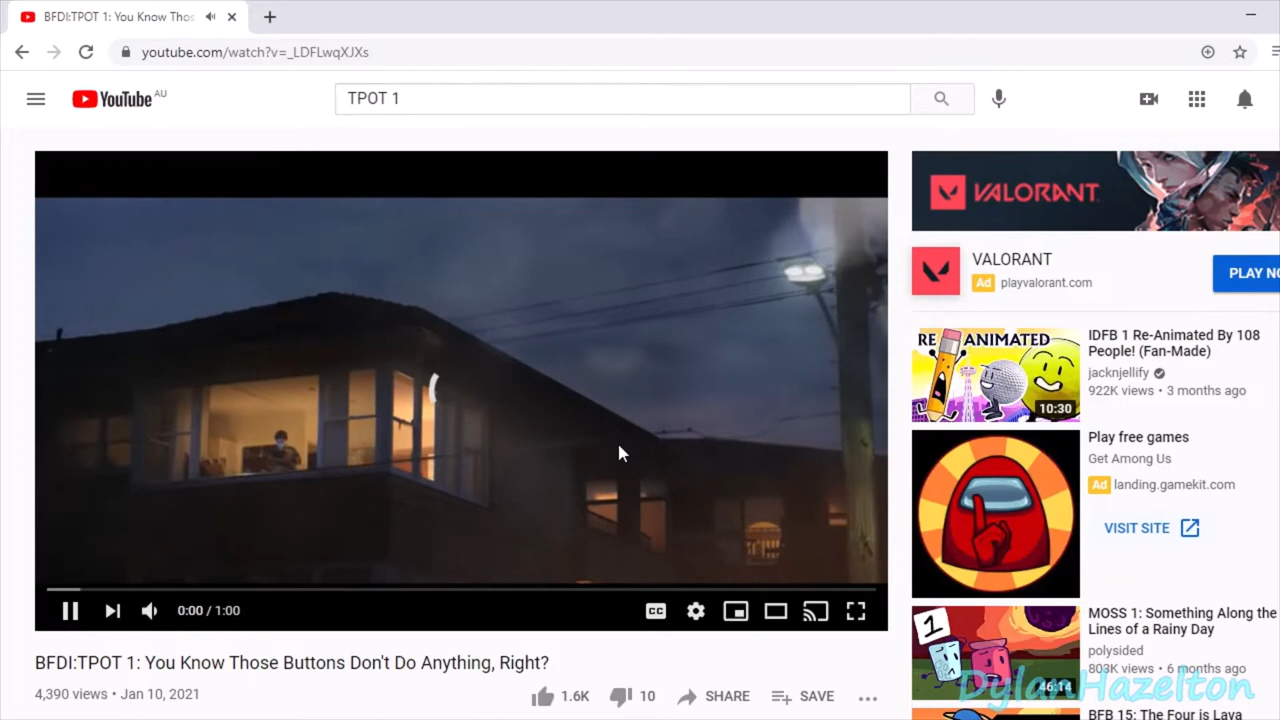 BFDI:TPOT 1: You Know Thos
youtube.com/watch?v=_LDFLwqXJXs
YouTube AU
TPOT 1
VALORANT
VALORANT
Ad playvalorant.com
PLAY NO
RE ANIMATED
10:30
IDFB 1 Re-Animated By 108
People! (Fan-Made)
jacknjellify
922K views • 3 months ago
Play free games
Get Among Us
Ad landing.gamekit.com
VISIT SITE
CC
0:00 / 1:00
1
46:14
MOSS 1: Something Along the
Lines of a Rainy Day
polysided
803K views • 6 months ago
BFDI:TPOT 1: You Know Those Buttons Don't Do Anything, Right?
4,390 views • Jan 10, 2021
1.6K
10
SHARE
SAVE
DylanHazelton
BFB 15: The Four is Lava